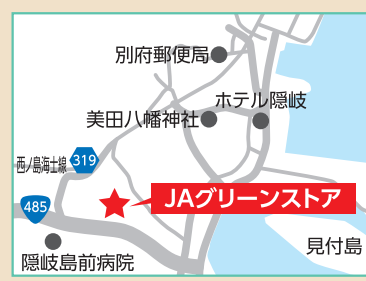 別府郵便局
ホテル隠岐
美田八幡神社
西ノ島海士線
319
JAグリーンストア
485
見付島
隠岐島前病院